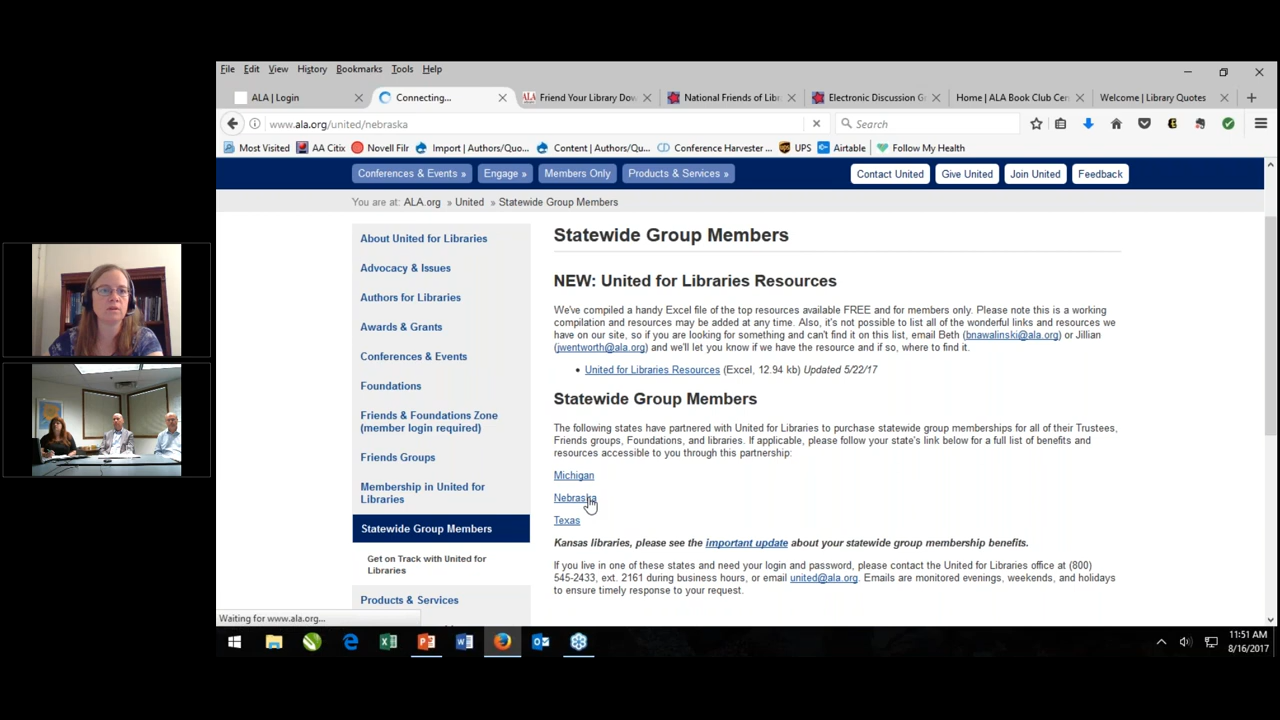 File Edit View History Bookmarks Tools Help
ALA | Login
Connecting...
Friend Your Library Dow
National Friends of Libr
Electronic Discussion G
Home | ALA Book Club Cen
Welcome | Library Quotes
www.ala.org/united/nebraska
Search
Most Visited AA Citix Novell Filr Import | Authors/Quo... Content | Authors/Qu... Conference Harvester ... UPS Airtable Follow My Health
Conferences & Events » Engage » Members Only Products & Services » Contact United Give United Join United Feedback
You are at: ALA.org » United » Statewide Group Members
About United for Libraries
Advocacy & Issues
Authors for Libraries
Awards & Grants
Conferences & Events
Foundations
Friends & Foundations Zone
(member login required)
Friends Groups
Membership in United for
Libraries
Statewide Group Members
Get on Track with United for
Libraries
Products & Services
Statewide Group Members
NEW: United for Libraries Resources
We've compiled a handy Excel file of the top resources available FREE and for members only. Please note this is a working
compilation and resources may be added at any time. Also, it's not possible to list all of the wonderful links and resources we
have on our site, so if you are looking for something and can't find it on this list, email Beth (bnawalinski@ala.org) or Jillian
(jwentworth@ala.org) and we'll let you know if we have the resource and if so, where to find it.
• United for Libraries Resources (Excel, 12.94 kb) Updated 5/22/17
Statewide Group Members
The following states have partnered with United for Libraries to purchase statewide group memberships for all of their Trustees,
Friends groups, Foundations, and libraries. If applicable, please follow your state's link below for a full list of benefits and
resources accessible to you through this partnership:
Michigan
Nebraska
Texas
Kansas libraries, please see the important update about your statewide group membership benefits.
If you live in one of these states and need your login and password, please contact the United for Libraries office at (800)
545-2433, ext. 2161 during business hours, or email united@ala.org. Emails are monitored evenings, weekends, and holidays
to ensure timely response to your request.
Waiting for www.ala.org...
11:51 AM
8/16/2017